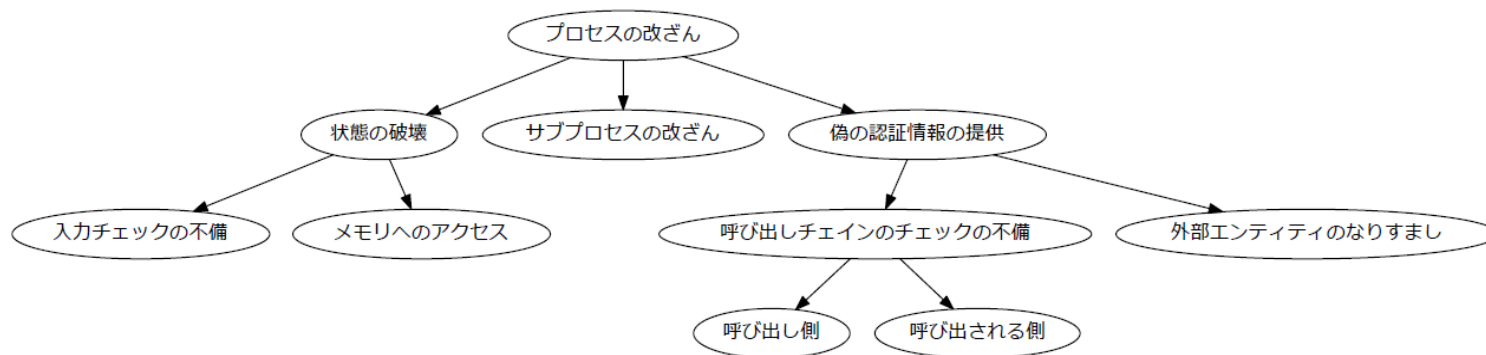 プロセスの改ざん
状態の破壊
サブプロセスの改ざん
偽の認証情報の提供
入力チェックの不備
メモリへのアクセス
呼び出しチェインのチェックの不備
外部エンティティのなりすまし
呼び出し側
呼び出される側